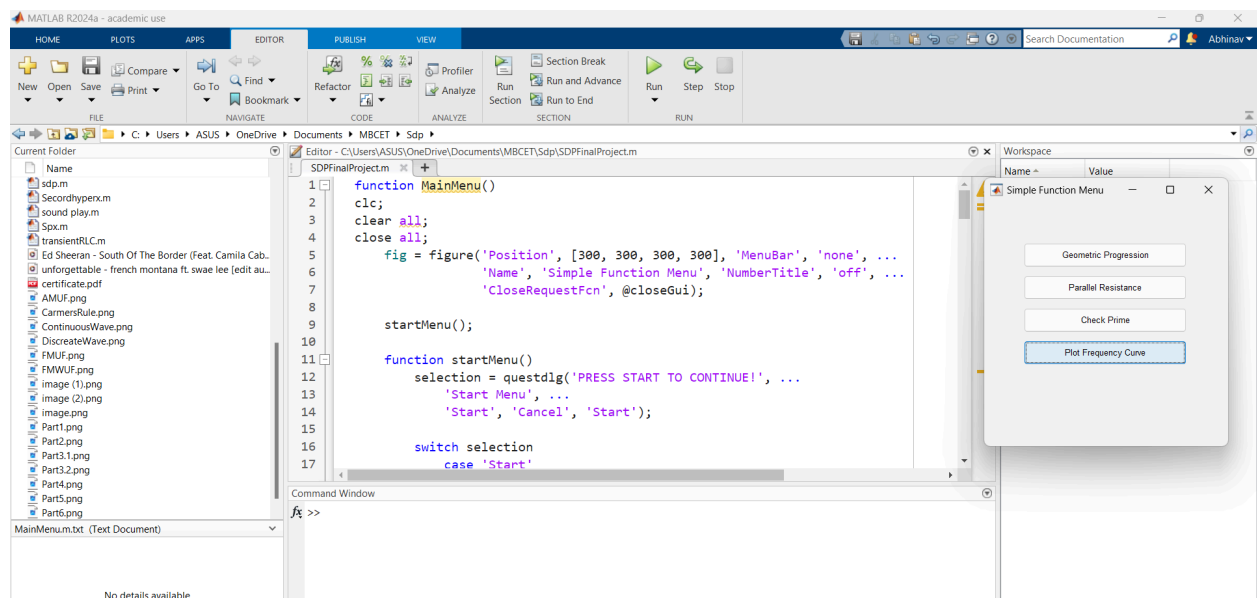 MATLAB R2024a - academic use
HOME PLOTS APPS EDITOR PUBLISH VIEW
Search Documentation
Abhinav
New Open Save Compare Print
FILE
Go To Find Bookmark
NAVIGATE
Refactor
CODE
Profiler
Analyze
ANALYZE
Run Section
Section Break
Run and Advance
Run to End
SECTION
Run Step Stop
RUN
C: Users ASUS OneDrive Documents MBCET Sdp
Current Folder
Name
sdp.m
Secordhyperx.m
sound play.m
Spx.m
transientRLC.m
Ed Sheeran - South Of The Border (Feat. Camila Cab..
unforgettable - french montana ft. swae lee [edit au...
certificate.pdf
AMUF.png
CarmersRule.png
ContinuousWave.png
DiscreateWave.png
FMUF.png
FMWUF.png
image (1).png
image (2).png
image.png
Part1.png
Part2.png
Part3.1.png
Part3.2.png
Part4.png
Part5.png
Part6.png
MainMenu.m.txt (Text Document)
No details available
Editor - C:\Users\ASUS\OneDrive\Documents\MBCET\Sdp\SDPFinalProject.m
SDPFinalProject.m
1 function MainMenu()
2 clc;
3 clear all;
4 close all;
5 fig = figure('Position', [300, 300, 300, 300], 'MenuBar', 'none', ...
6 'Name', 'Simple Function Menu', 'NumberTitle', 'off', ...
7 'CloseRequestFcn', @closeGui);
8
9 startMenu();
10
11 function startMenu()
12 selection = questdlg('PRESS START TO CONTINUE!', ...
13 'Start Menu', ...
14 'Start', 'Cancel', 'Start');
15
16 switch selection
17 case 'Start'
Command Window
fx >>
Workspace
Name Value
Simple Function Menu
Geometric Progression
Parallel Resistance
Check Prime
Plot Frequency Curve